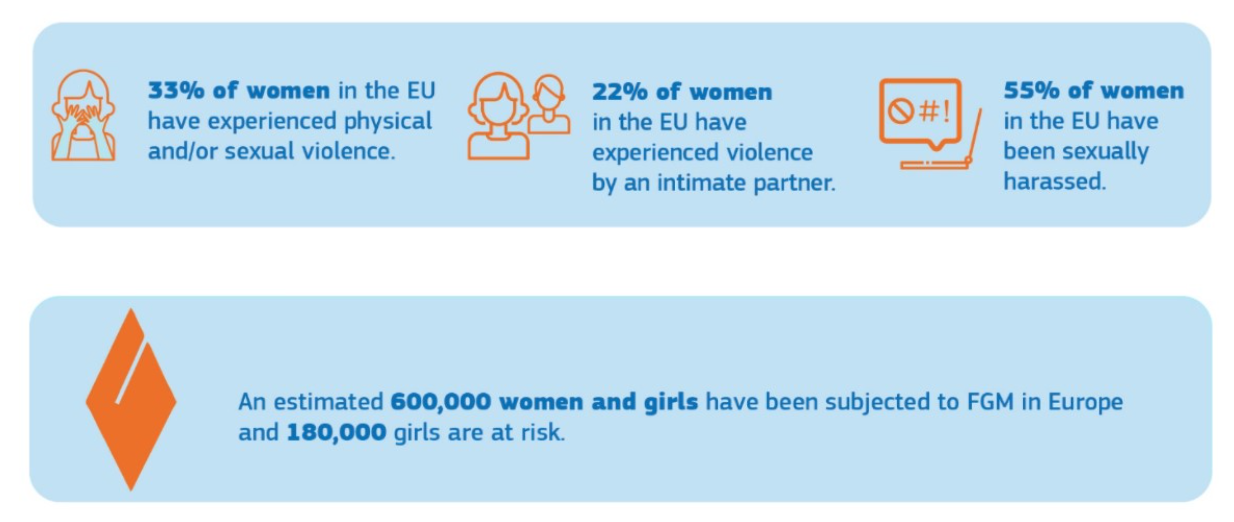 33% of women in the EU
have experienced physical
and/or sexual violence.
22% of women
in the EU have
experienced violence
by an intimate partner.
#!
55% of women
in the EU have
been sexually
harassed.
An estimated 600,000 women and girls have been subjected to FGM in Europe
and 180,000 girls are at risk.